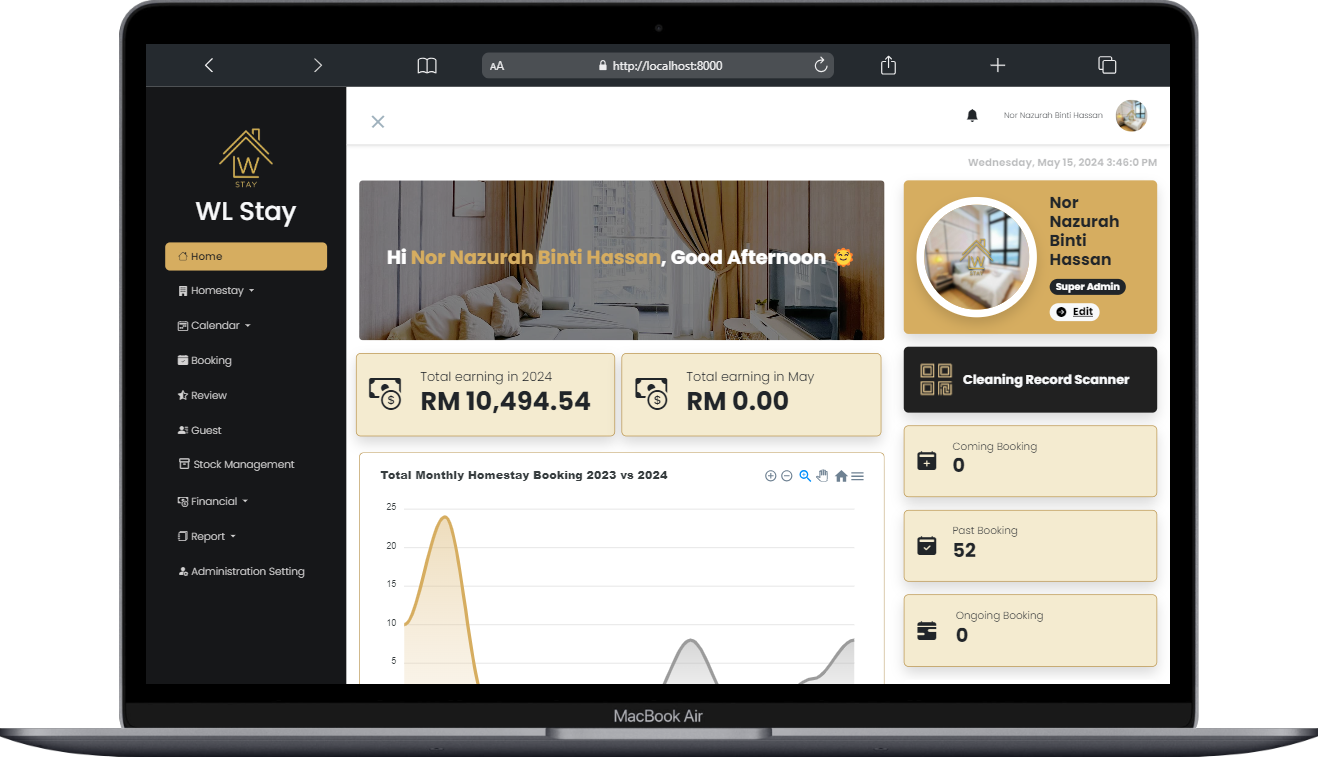 AA
http://localhost:8000
Nor Nazurah Binti Hassan
Wednesday, May 15, 2024 3:46:0 PM
W
STAY
WL Stay
Home
Homestay
Calendar
Booking
Review
Guest
Stock Management
Financial
Report
Administration Setting
Hi Nor Nazurah Binti Hassan, Good Afternoon 🌞
Total earning in 2024
RM 10,494.54
Total earning in May
RM 0.00
Total Monthly Homestay Booking 2023 vs 2024
25
20
15
10
5
W
STAY
Nor
Nazurah
Binti
Hassan
Super Admin
Edit
Cleaning Record Scanner
Coming Booking
0
Past Booking
52
Ongoing Booking
0
MacBook Air